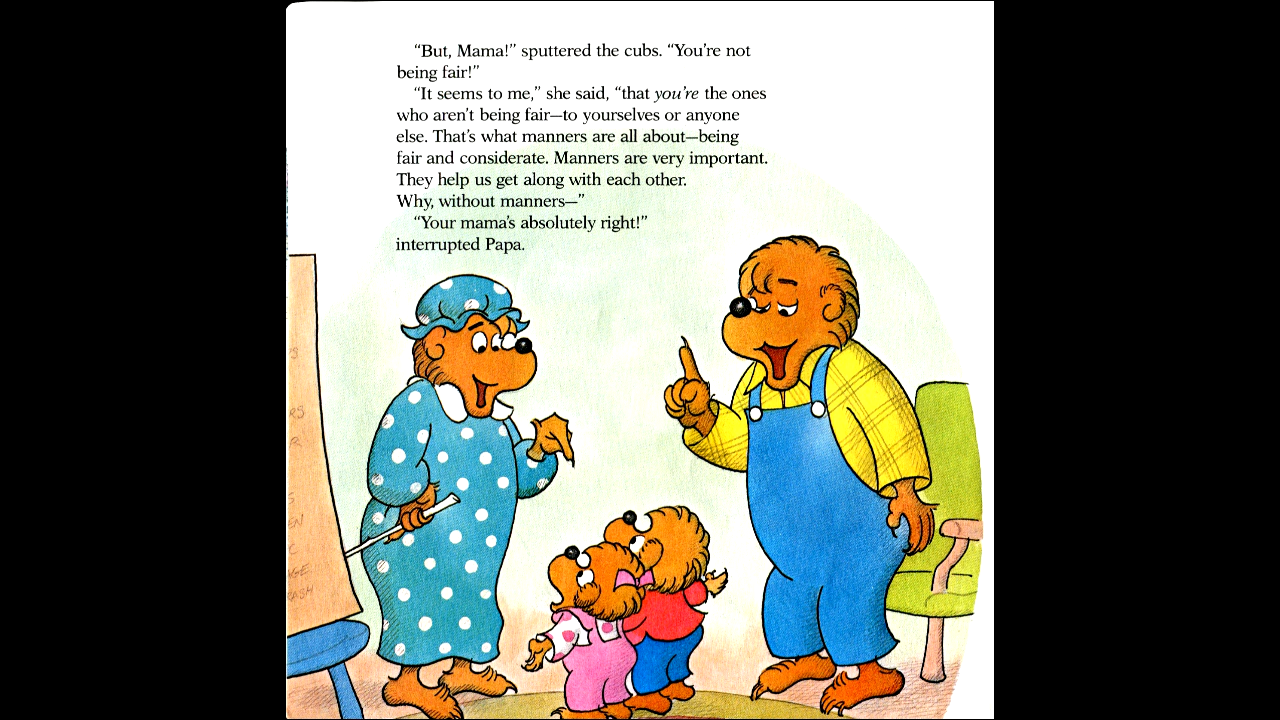 “But, Mama!” sputtered the cubs. “You’re not
being fair!”
“It seems to me,” she said, “that you’re the ones
who aren’t being fair—to yourselves or anyone
else. That’s what manners are all about—being
fair and considerate. Manners are very important.
They help us get along with each other.
Why, without manners—”
“Your mama’s absolutely right!”
interrupted Papa.